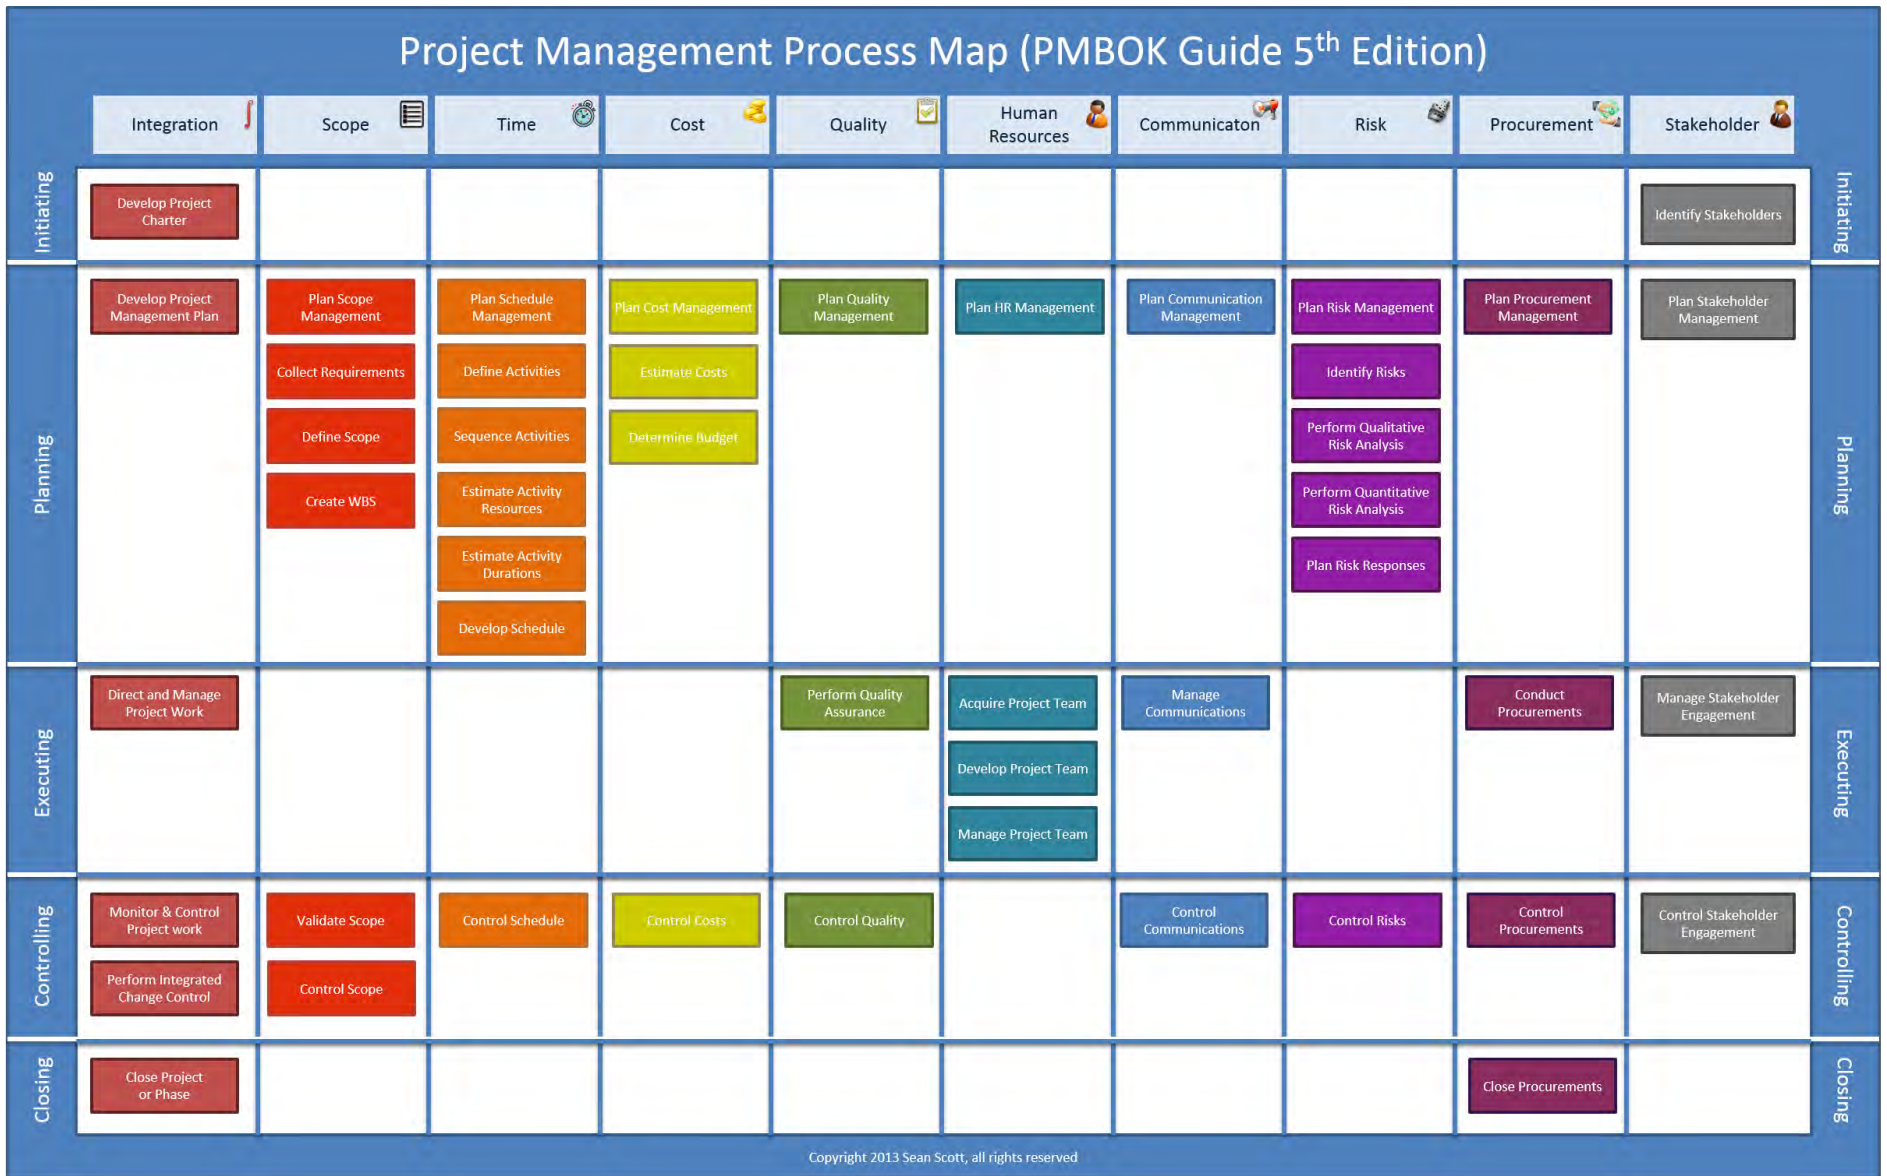 Project Management Process Map (PMBOK Guide 5th Edition)
Integration
Scope
Time
Cost
Quality
Human
Resources
Communicaton
Risk
Procurement
Stakeholder
Initiating
Develop Project
Charter
Identify Stakeholders
Initiating
Planning
Develop Project
Management Plan
Plan Scope
Management
Plan Schedule
Management
Plan Cost Management
Plan Quality
Management
Plan HR Management
Plan Communication
Management
Plan Risk Management
Plan Procurement
Management
Plan Stakeholder
Management
Collect Requirements
Define Activities
Estimate Costs
Identify Risks
Define Scope
Sequence Activities
Determine Budget
Perform Qualitative
Risk Analysis
Create WBS
Estimate Activity
Resources
Perform Quantitative
Risk Analysis
Estimate Activity
Durations
Plan Risk Responses
Develop Schedule
Planning
Executing
Direct and Manage
Project Work
Perform Quality
Assurance
Acquire Project Team
Manage
Communications
Conduct
Procurements
Manage Stakeholder
Engagement
Develop Project Team
Manage Project Team
Executing
Controlling
Monitor & Control
Project work
Validate Scope
Control Schedule
Control Costs
Control Quality
Control
Communications
Control Risks
Control
Procurements
Control Stakeholder
Engagement
Perform Integrated
Change Control
Control Scope
Controlling
Closing
Close Project
or Phase
Close Procurements
Closing
Copyright 2013 Sean Scott, all rights reserved